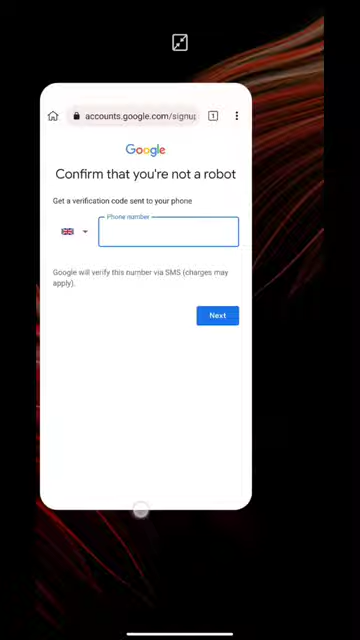 accounts.google.com/signup
1
Google
Confirm that you're not a robot
Get a verification code sent to your phone
Phone number
Google will verify this number via SMS (charges may
apply).
Next